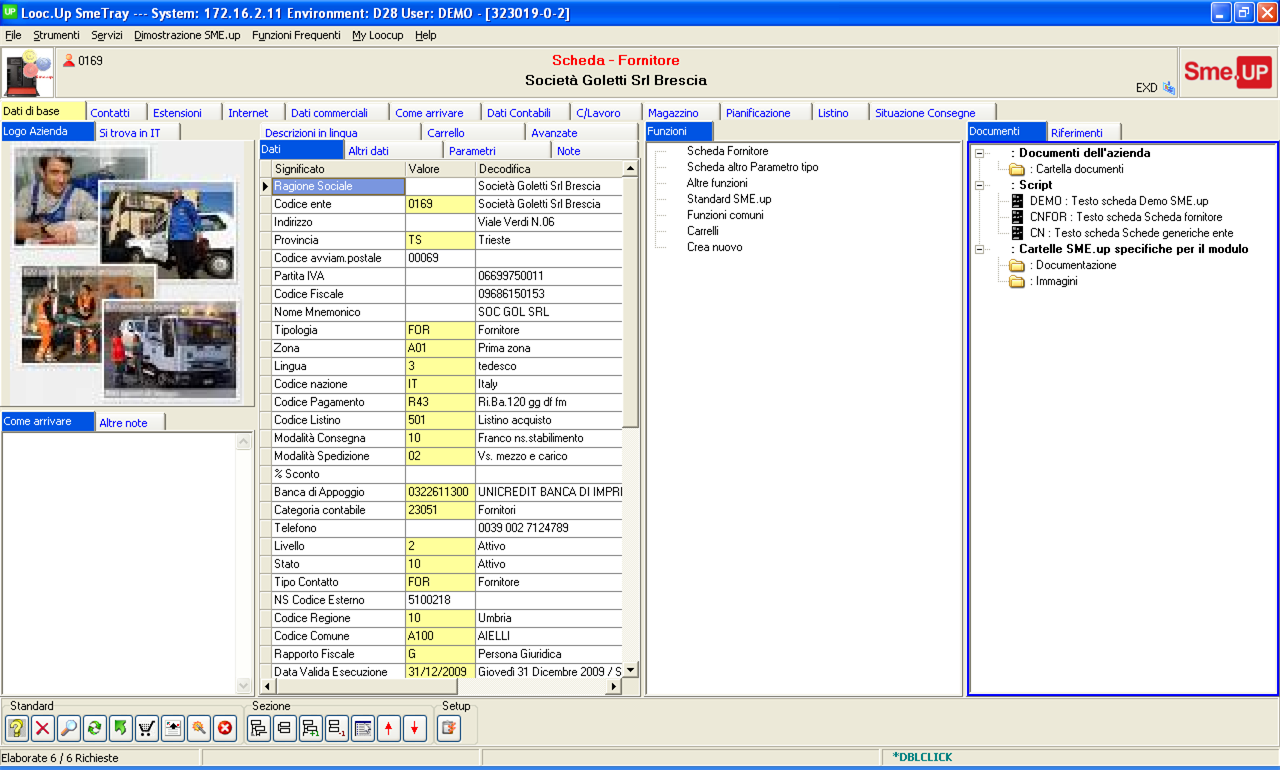 UP Looc.Up SmeTray --- System: 172.16.2.11 Environment: D28 User: DEMO - [323019-0-2]
File Strumenti Servizi Dimostrazione SME.up Funzioni Frequenti My Loocup Help
0169
Scheda - Fornitore
Società Goletti Srl Brescia
EXD
Sme.UP
Dati di base Contatti Estensioni Internet Dati commerciali Come arrivare Dati Contabili C/Lavoro Magazzino Pianificazione Listino Situazione Consegne
Logo Azienda Si trova in IT
Come arrivare Altre note
Descrizioni in lingua Carrello Avanzate
Dati Altri dati Parametri Note
Significato Valore Decodifica
Ragione Sociale Società Goletti Srl Brescia
Codice ente 0169 Società Goletti Srl Brescia
Indirizzo Viale Verdi N.06
Provincia TS Trieste
Codice avviam.postale 00069
Partita IVA 06699750011
Codice Fiscale 09686150153
Nome Mnemonico SOC GOL SRL
Tipologia FOR Fornitore
Zona A01 Prima zona
Lingua 3 tedesco
Codice nazione IT Italy
Codice Pagamento R43 Ri.Ba.120 gg df fm
Codice Listino 501 Listino acquisto
Modalità Consegna 10 Franco ns.stabilimento
Modalità Spedizione 02 Vs. mezzo e carico
% Sconto
Banca di Appoggio 0322611300 UNICREDIT BANCA DI IMPRI
Categoria contabile 23051 Fornitori
Telefono 0039 002 7124789
Livello 2 Attivo
Stato 10 Attivo
Tipo Contatto FOR Fornitore
NS Codice Esterno 5100218
Codice Regione 10 Umbria
Codice Comune A100 AIELLI
Rapporto Fiscale G Persona Giuridica
Data Valida Esecuzione 31/12/2009 Giovedì 31 Dicembre 2009 / S
Funzioni
Scheda Fornitore
Scheda altro Parametro tipo
Altre funzioni
Standard SME.up
Funzioni comuni
Carrelli
Crea nuovo
Documenti Riferimenti
: Documenti dell'azienda
: Cartella documenti
: Script
DEMO : Testo scheda Demo SME.up
CNFOR : Testo scheda Scheda fornitore
CN : Testo scheda Schede generiche ente
: Cartelle SME.up specifiche per il modulo
: Documentazione
: Immagini
Standard Sezione Setup
Elaborate 6 / 6 Richieste *DBLCLICK